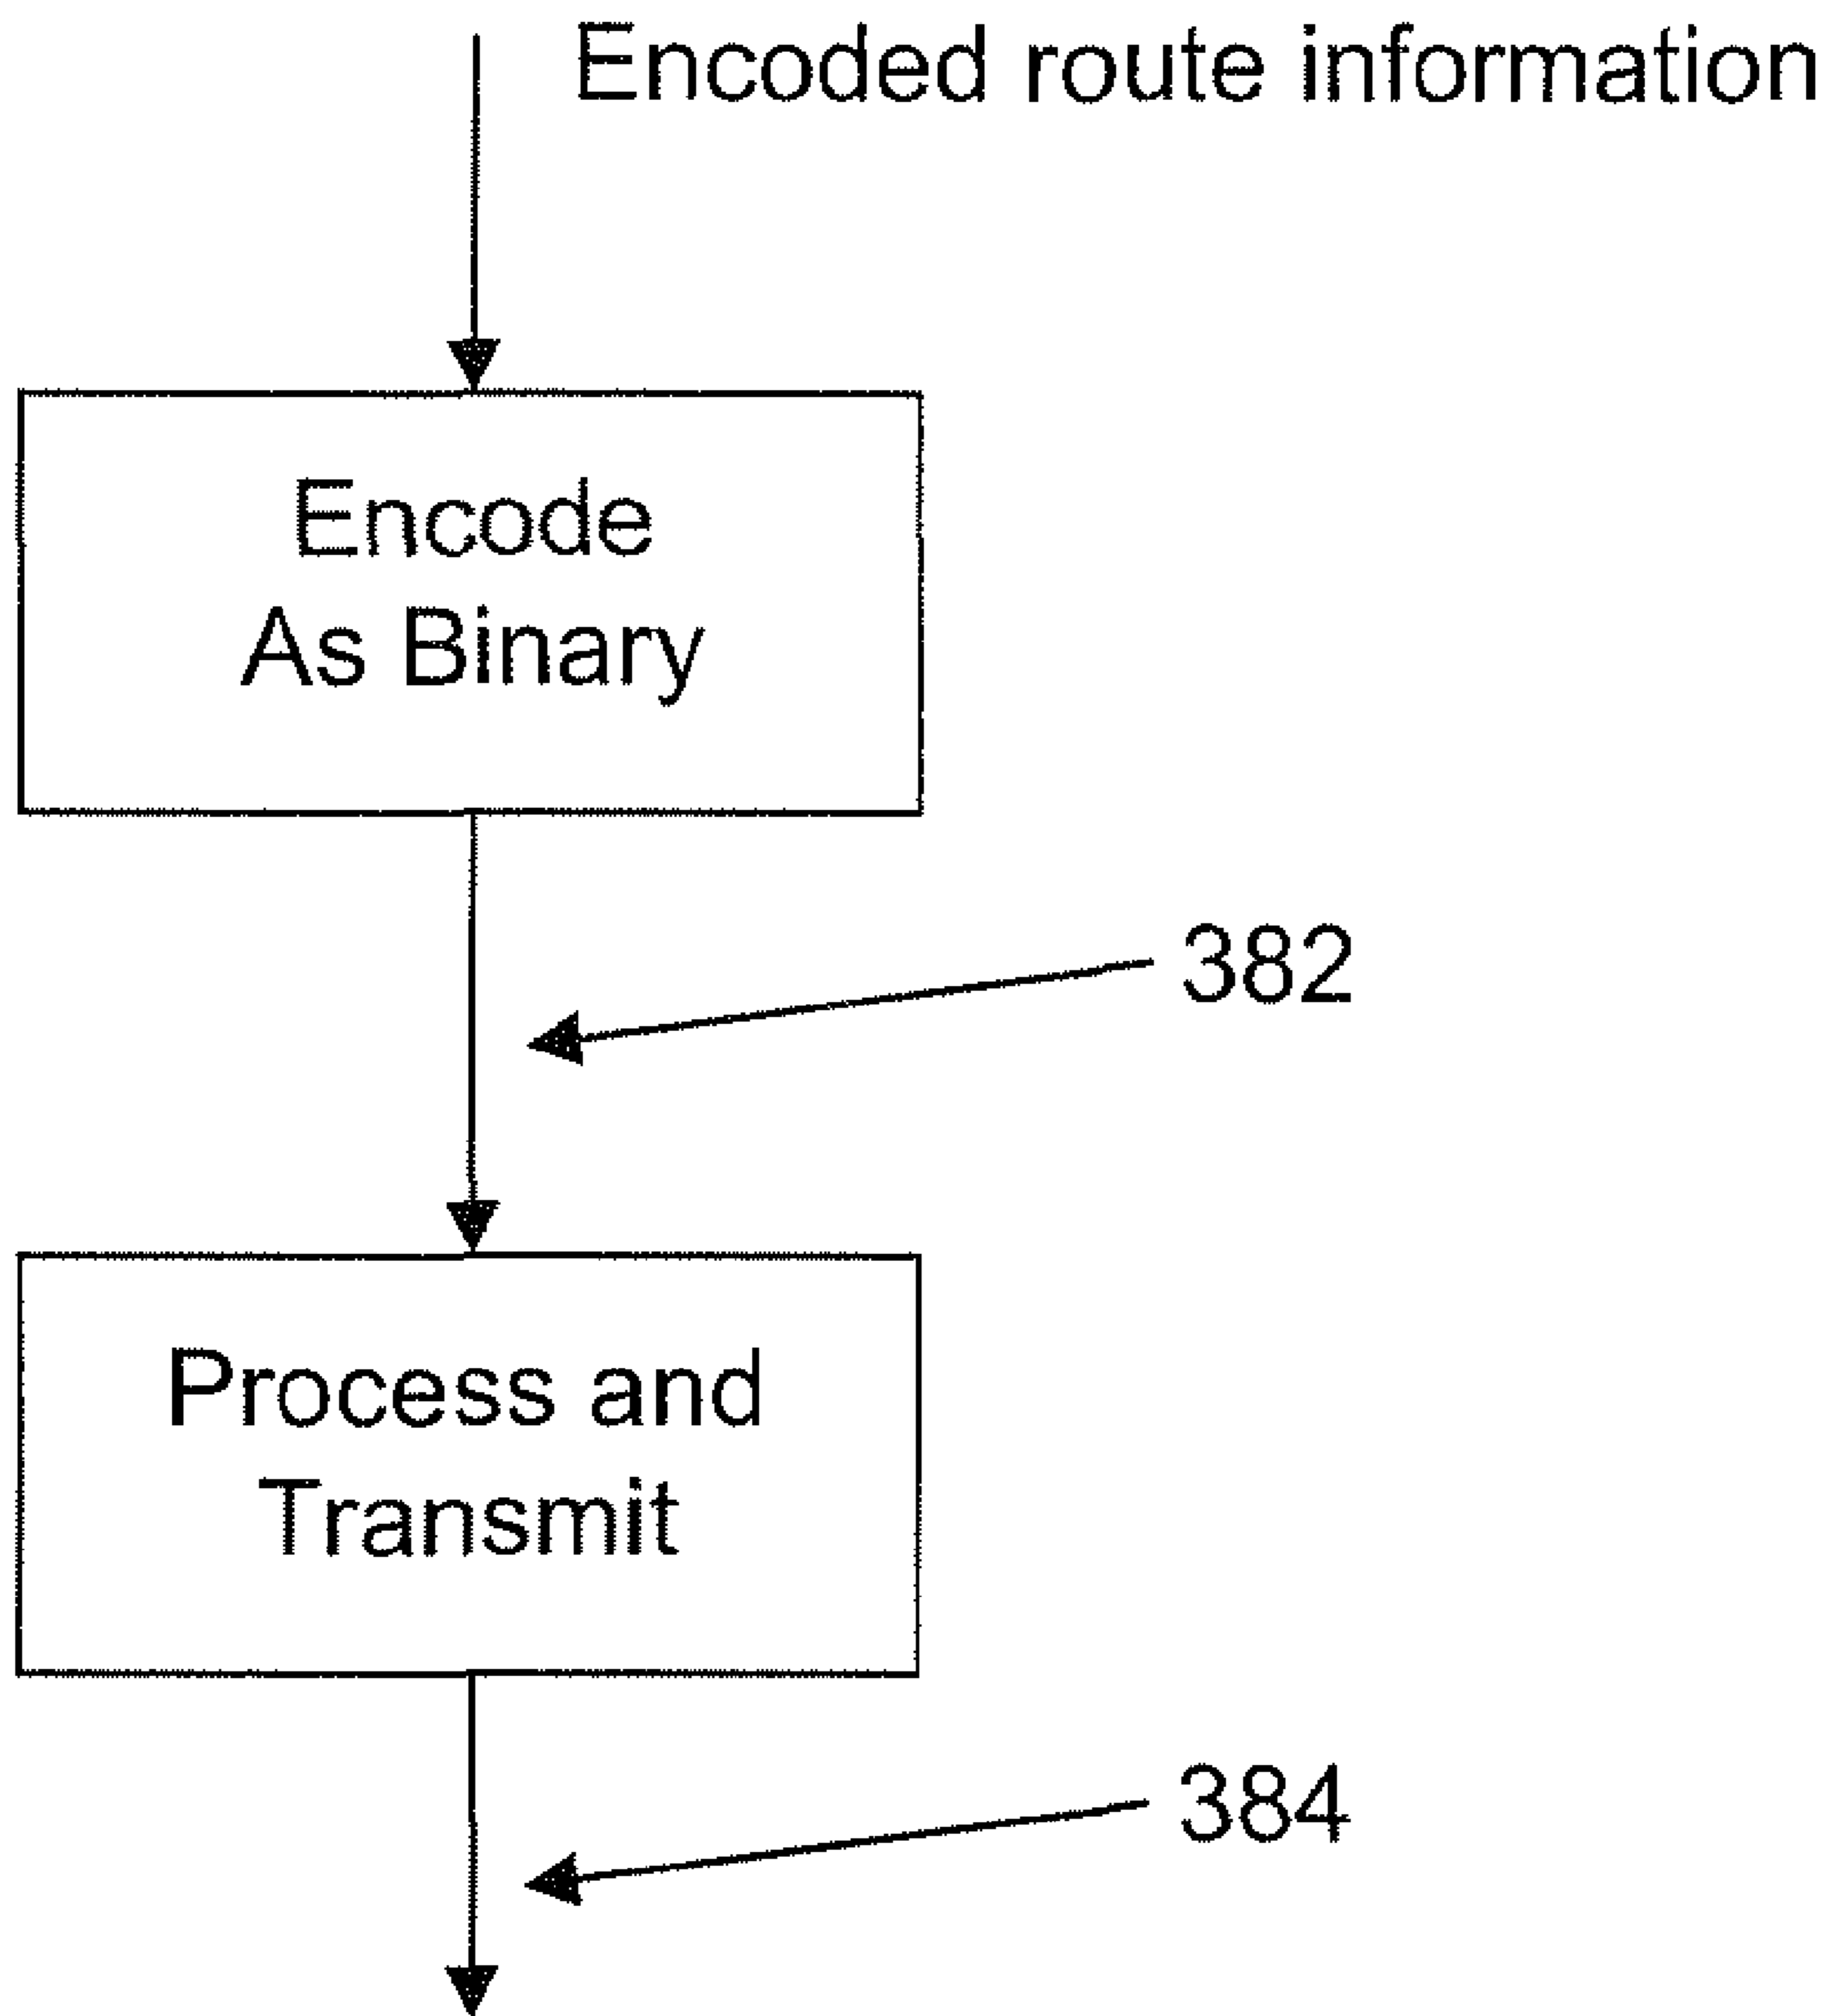 Encoded route information
Encode
As Binary
382
Process and
Transmit
384